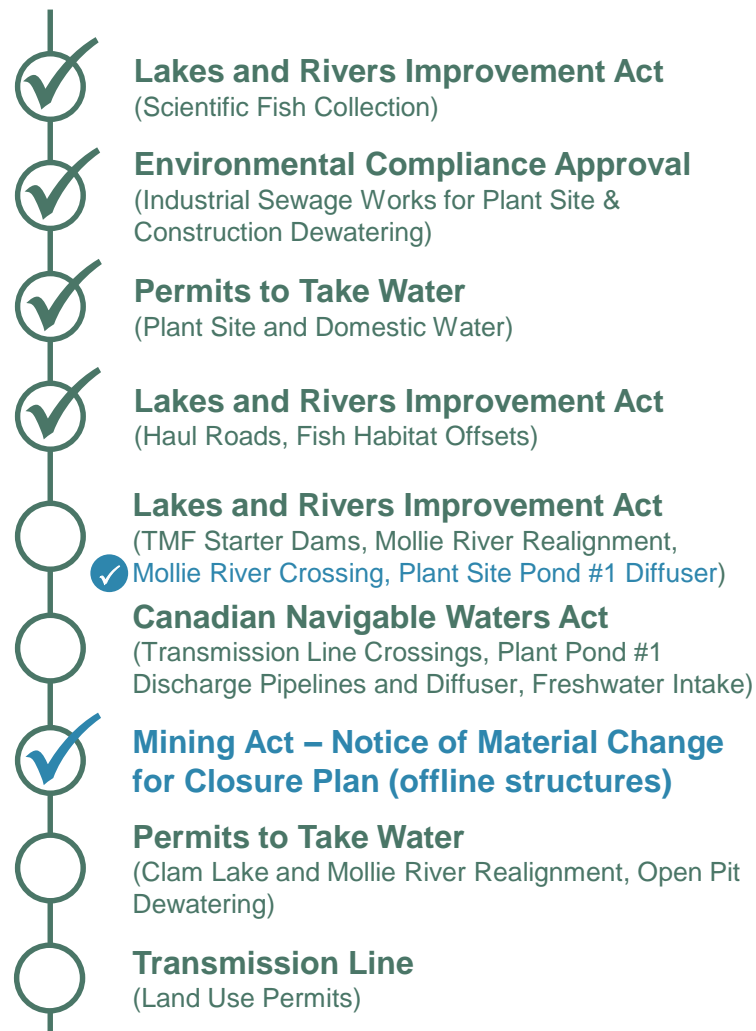 Lakes and Rivers Improvement Act
(Scientific Fish Collection)
Environmental Compliance Approval
(Industrial Sewage Works for Plant Site &
Construction Dewatering)
Permits to Take Water
(Plant Site and Domestic Water)
Lakes and Rivers Improvement Act
(Haul Roads, Fish Habitat Offsets)
Lakes and Rivers Improvement Act
(TMF Starter Dams, Mollie River Realignment,
Mollie River Crossing, Plant Site Pond #1 Diffuser)
Canadian Navigable Waters Act
(Transmission Line Crossings, Plant Pond #1
Discharge Pipelines and Diffuser, Freshwater Intake)
Mining Act – Notice of Material Change
for Closure Plan (offline structures)
Permits to Take Water
(Clam Lake and Mollie River Realignment, Open Pit
Dewatering)
Transmission Line
(Land Use Permits)